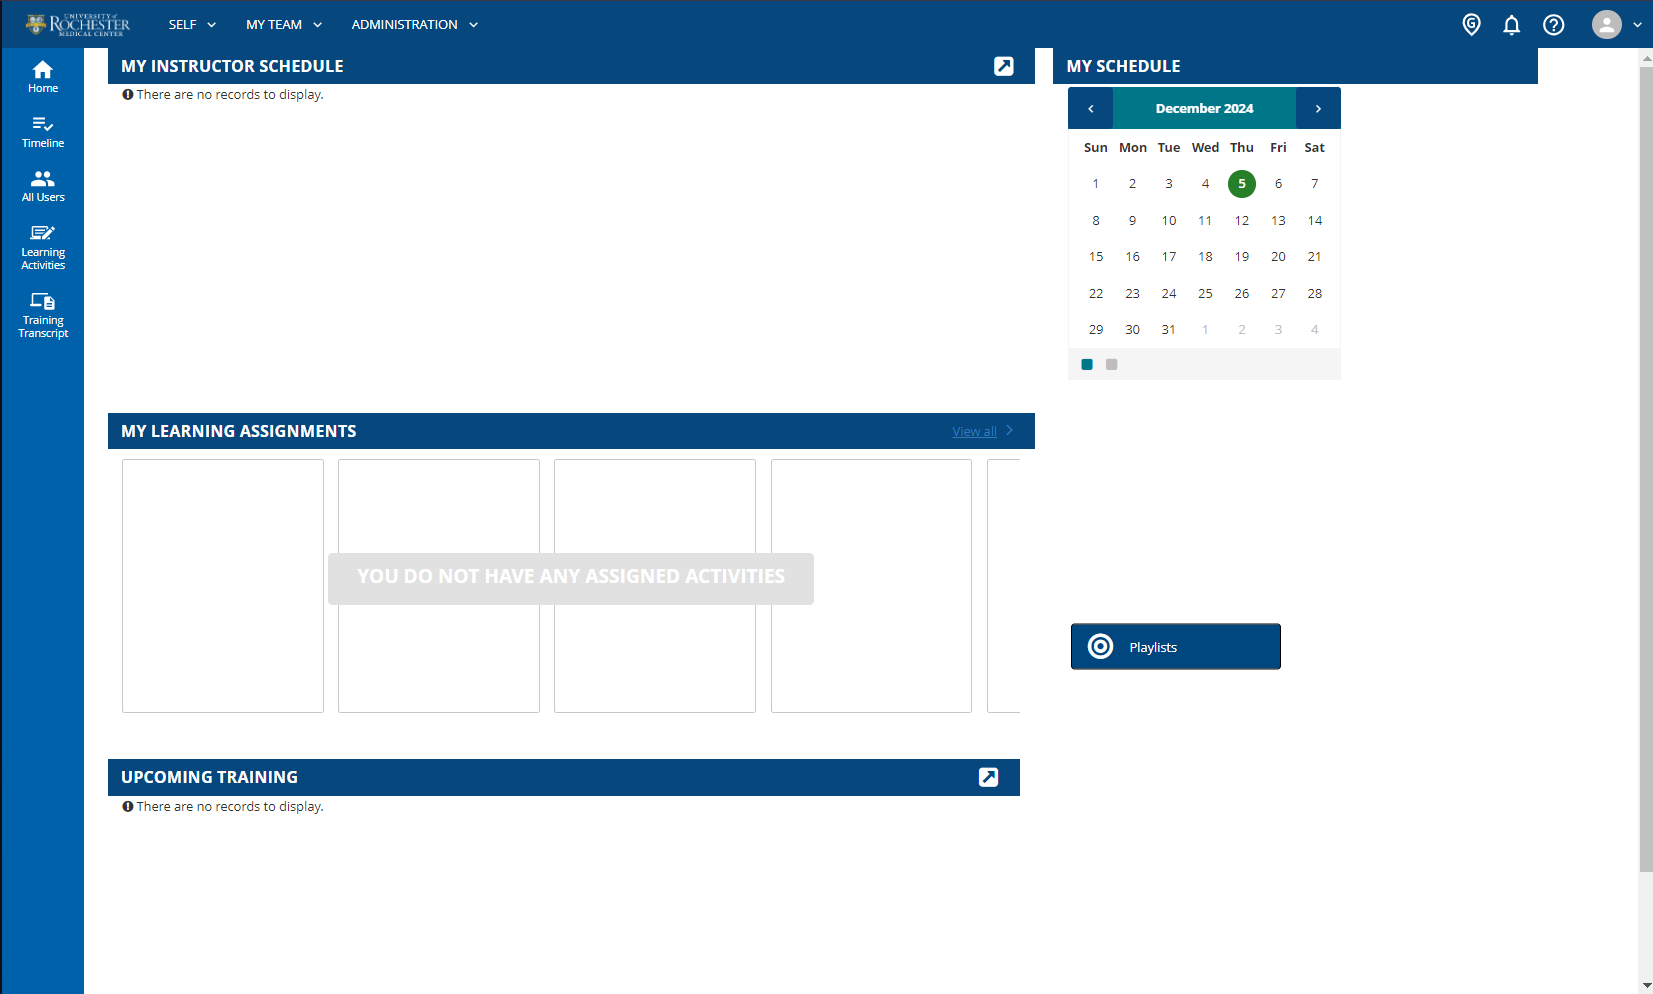 UNIVERSITY of
ROCHESTER
MEDICAL CENTER
SELF
MY TEAM
ADMINISTRATION
Home
Timeline
All Users
Learning
Activities
Training
Transcript
MY INSTRUCTOR SCHEDULE
There are no records to display.
MY LEARNING ASSIGNMENTS
View all
YOU DO NOT HAVE ANY ASSIGNED ACTIVITIES
UPCOMING TRAINING
There are no records to display.
MY SCHEDULE
December 2024
Sun Mon Tue Wed Thu Fri Sat
1 2 3 4 5 6 7
8 9 10 11 12 13 14
15 16 17 18 19 20 21
22 23 24 25 26 27 28
29 30 31 1 2 3 4
Playlists